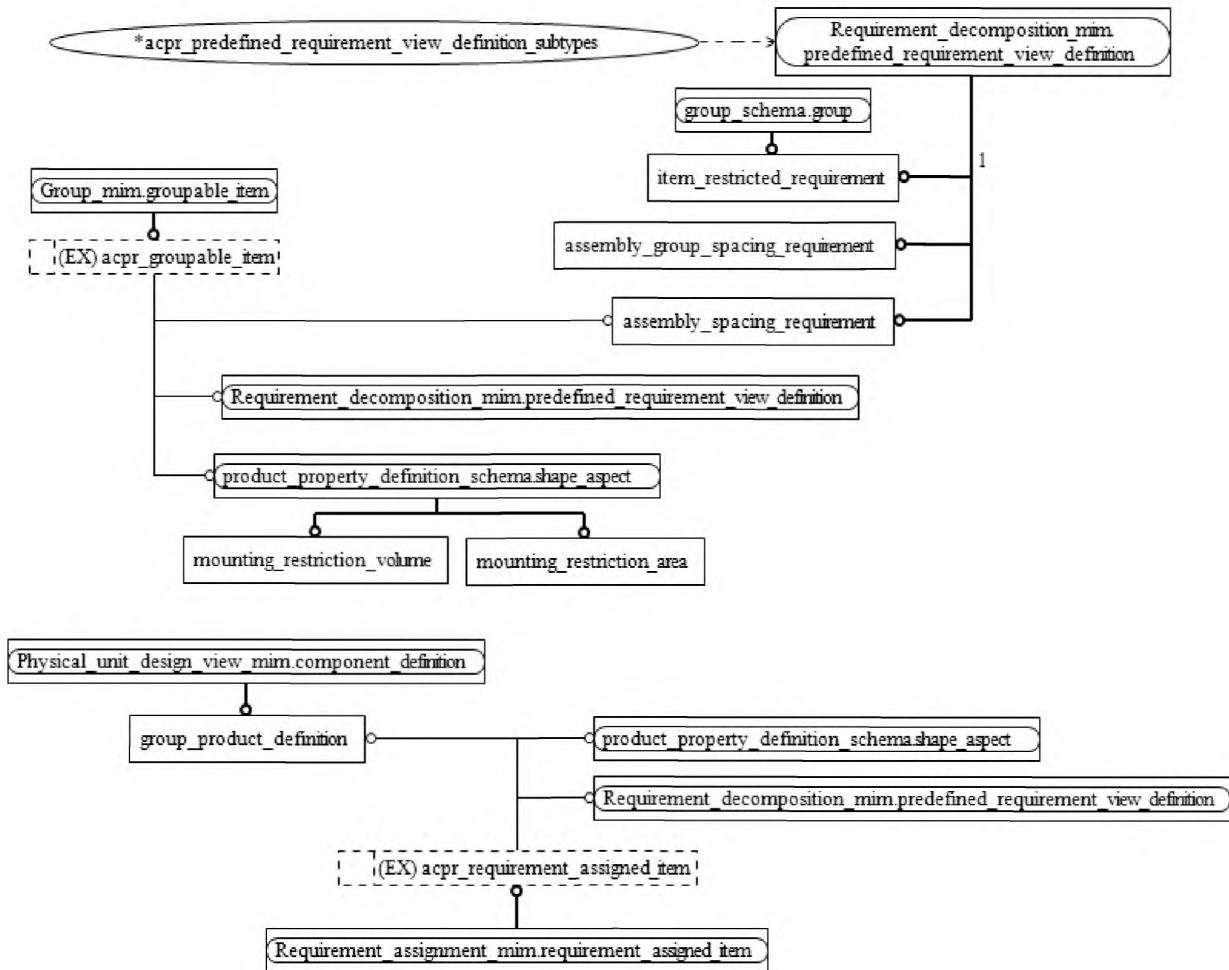 *acpr_predefined_requirement_view_definition_subtypes
Requirement_decomposition_mim.
predefined_requirement_view_definition
group_schema.group
1
item_restricted_requirement
Group_mim.groupable_item
assembly_group_spacing_requirement
(EX) acpr_groupable_item
assembly_spacing_requirement
Requirement_decomposition_mim.predefined_requirement_view_definition
product_property_definition_schema.shape_aspect
mounting_restriction_volume
mounting_restriction_area
Physical_unit_design_view_mim.component_definition
group_product_definition
product_property_definition_schema.shape_aspect
Requirement_decomposition_mim.predefined_requirement_view_definition
(EX) acpr_requirement_assigned_item
Requirement_assignment_mim.requirement_assigned_item